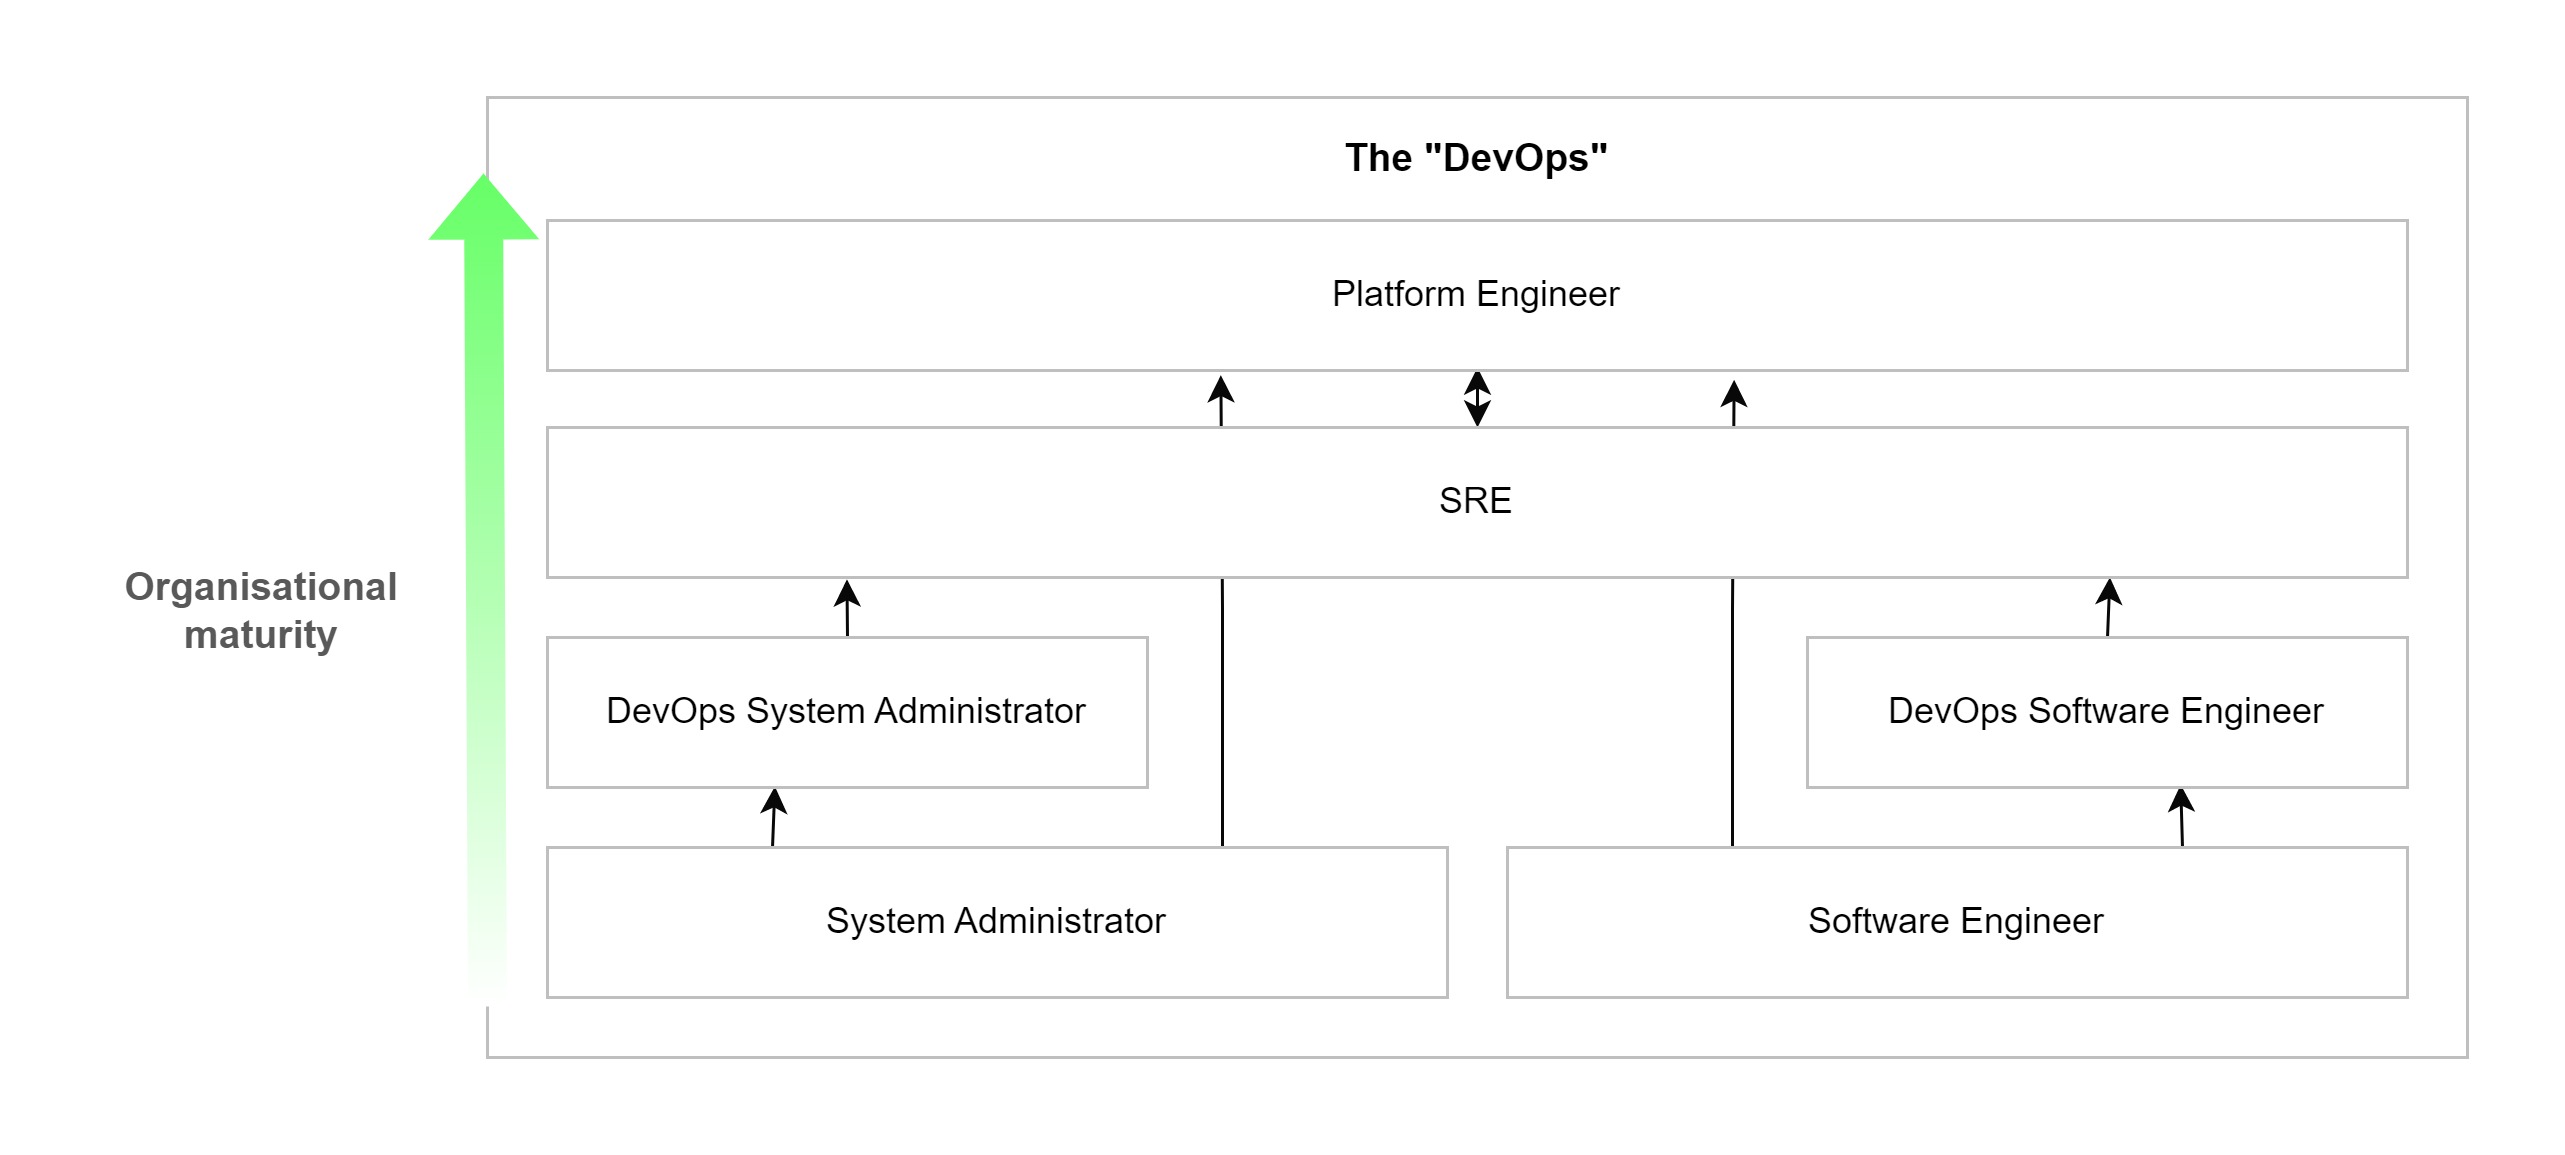 The "DevOps"
Platform Engineer
SRE
Organisational
maturity
DevOps System Administrator
DevOps Software Engineer
System Administrator
Software Engineer